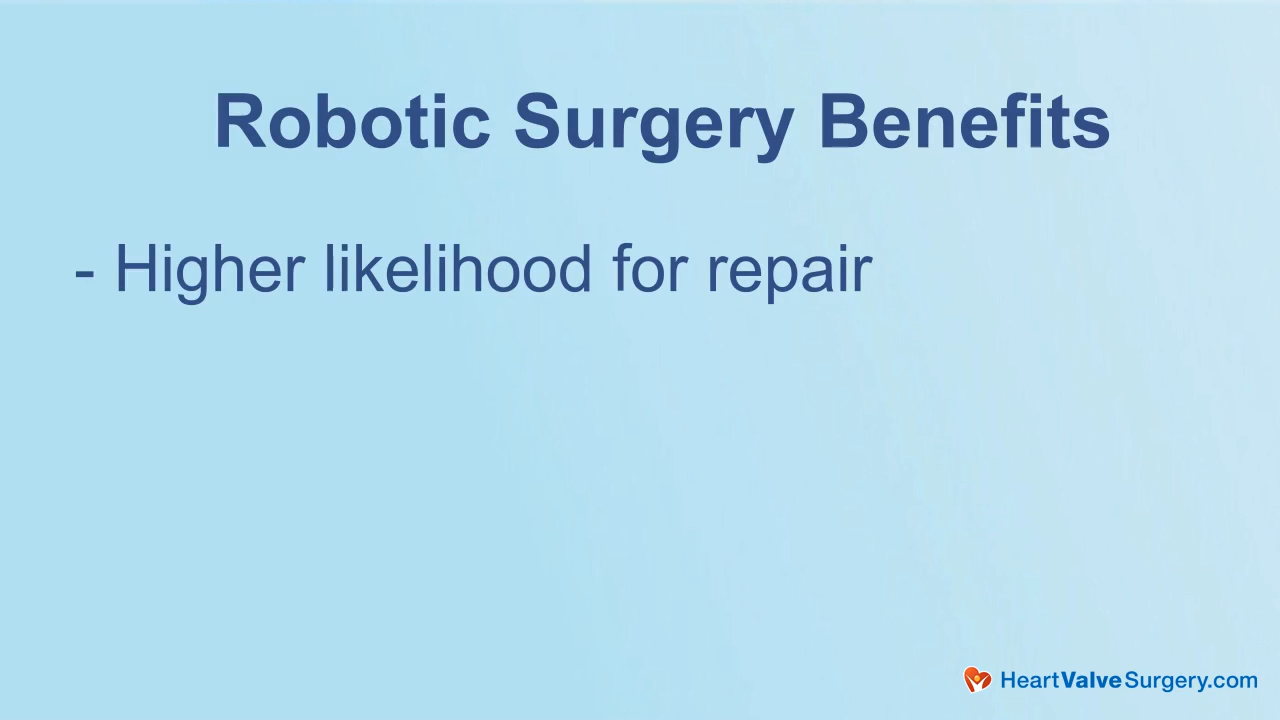 Robotic Surgery Benefits
- Higher likelihood for repair
HeartValveSurgery.com